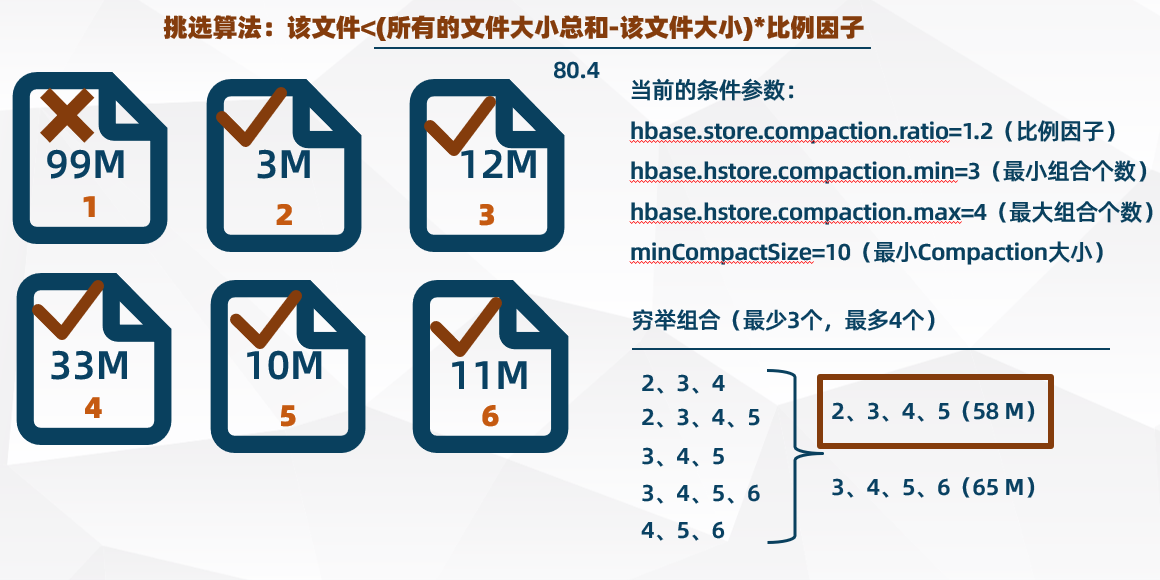 挑选算法：该文件<(所有的文件大小总和-该文件大小)*比例因子
80.4
99M
1
3M
2
12M
3
33M
4
10M
5
11M
6
当前的条件参数：
hbase.store.compaction.ratio=1.2（比例因子）
hbase.hstore.compaction.min=3（最小组合个数）
hbase.hstore.compaction.max=4（最大组合个数）
minCompactSize=10（最小Compaction大小）
穷举组合（最少3个，最多4个）
2、3、4
2、3、4、5
3、4、5
3、4、5、6
4、5、6
2、3、4、5（58 M）
3、4、5、6（65 M）